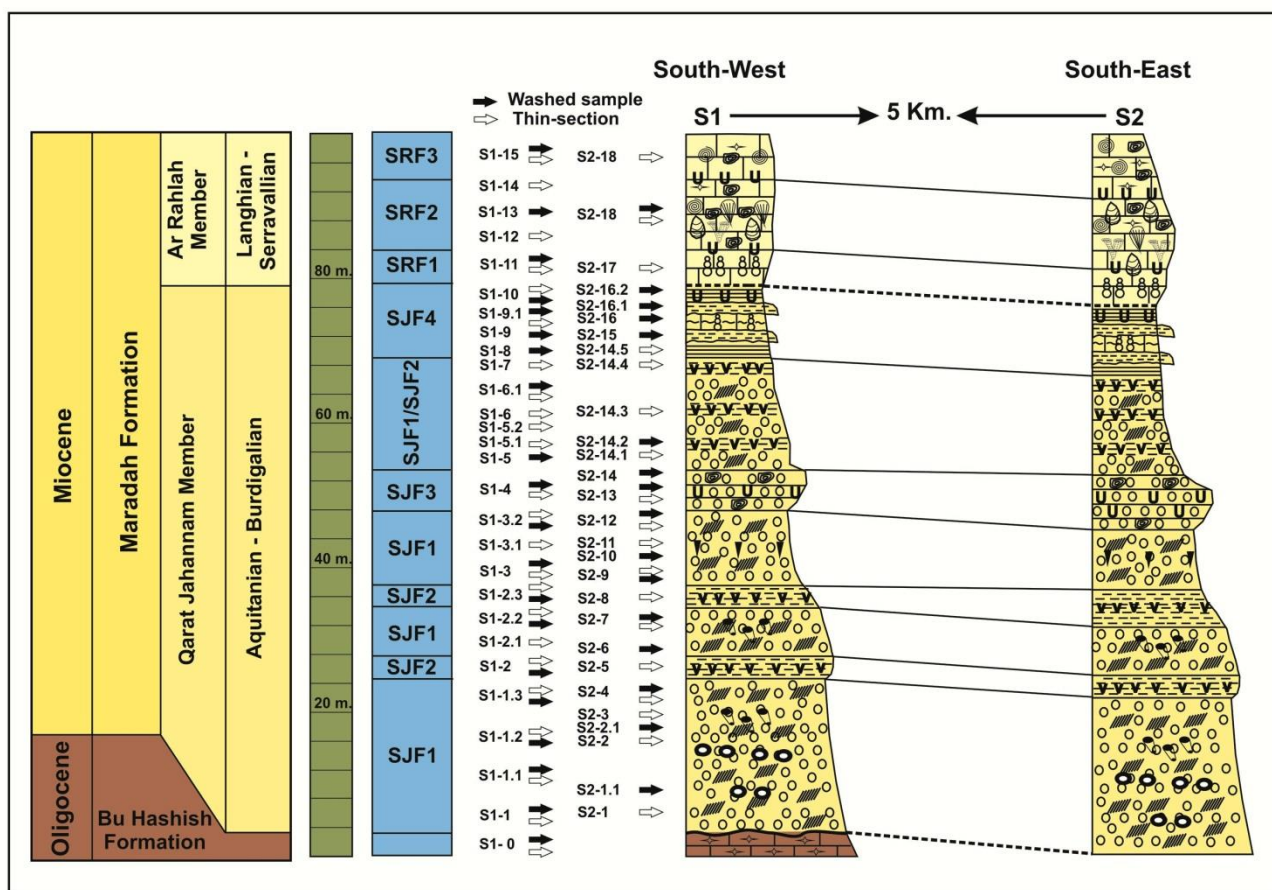 South-West
South-East
Washed sample
Thin-section
S1
5 Km.
S2
Miocene
Oligocene
Maradah Formation
Bu Hashish
Formation
Ar Rahlah
Member
Qarat Jahannam Member
Langhian -
Serravallian
Aquitanian - Burdigalian
80 m.
60 m.
40 m.
20 m.
SRF3
SRF2
SRF1
SJF4
SJF1/SJF2
SJF3
SJF1
SJF2
SJF1
SJF2
SJF1
S1-15
S1-14
S1-13
S1-12
S1-11
S1-10
S1-9.1
S1-9
S1-8
S1-7
S1-6.1
S1-6
S1-5.2
S1-5.1
S1-5
S1-4
S1-3.2
S1-3.1
S1-3
S1-2.3
S1-2.2
S1-2.1
S1-2
S1-1.3
S1-1.2
S1-1.1
S1-1
S1- 0
S2-18
S2-18
S2-17
S2-16.2
S2-16.1
S2-16
S2-15
S2-14.5
S2-14.4
S2-14.3
S2-14.2
S2-14.1
S2-14
S2-13
S2-12
S2-11
S2-10
S2-9
S2-8
S2-7
S2-6
S2-5
S2-4
S2-3
S2-2.1
S2-2
S2-1.1
S2-1